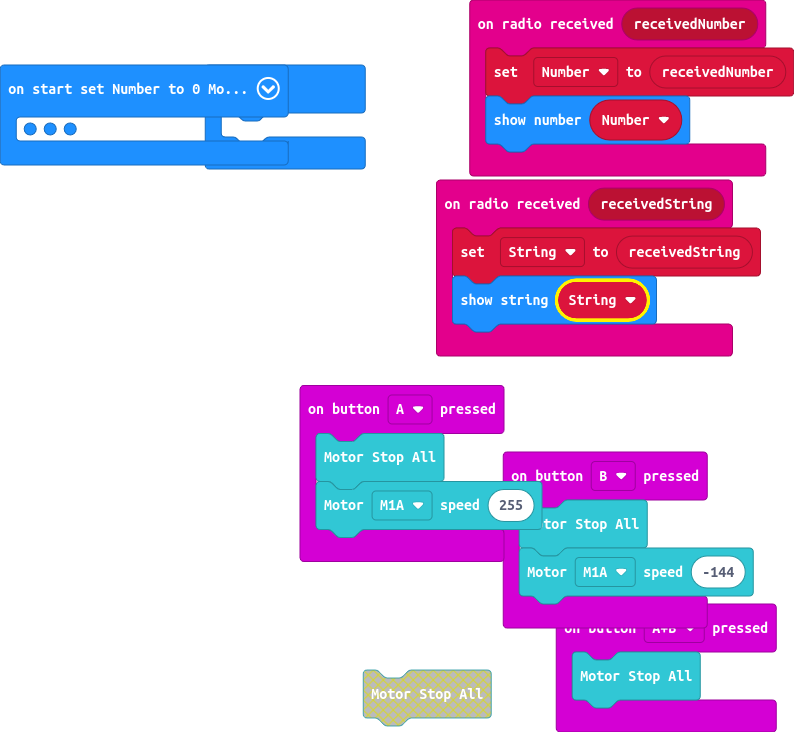 on radio received receivedNumber
set Number to receivedNumber
show number Number
on start set Number to 0 Mo...
on radio received receivedString
set String to receivedString
show string String
on button A pressed
Motor Stop All
Motor M1A speed 255
on button B pressed
tor Stop All
Motor M1A speed -144
on button A+B pressed
Motor Stop All
Motor Stop All